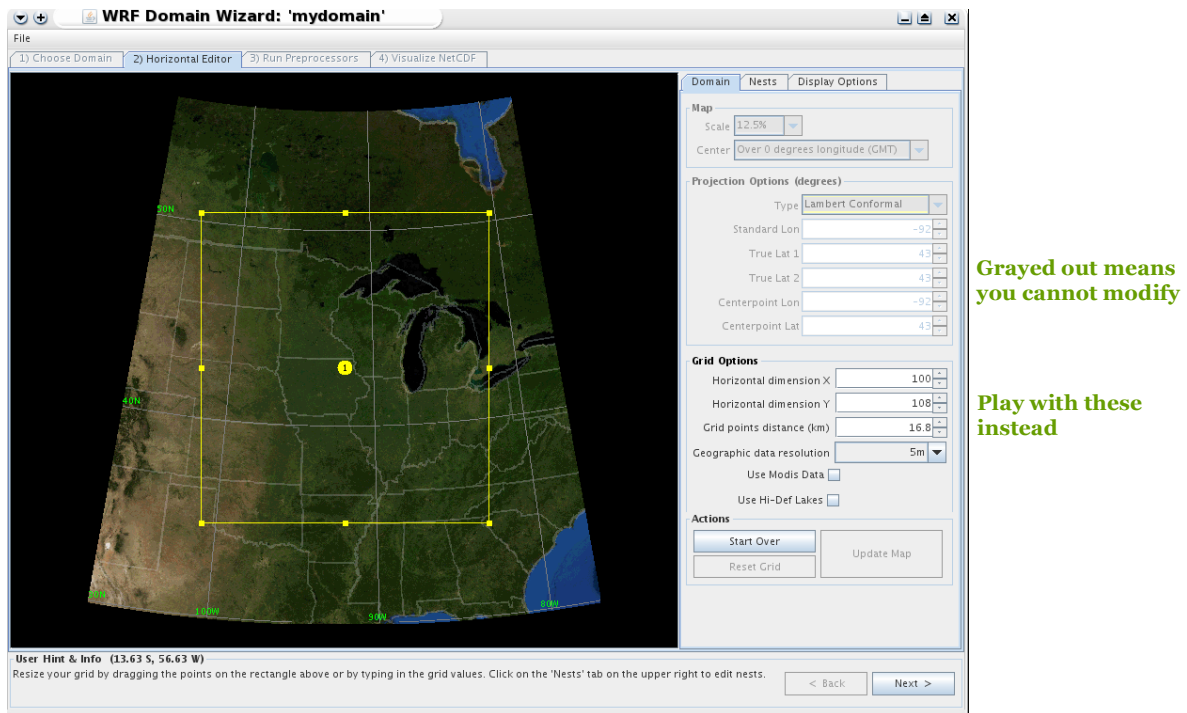 WRF Domain Wizard: 'mydomain'
File
1) Choose Domain
2) Horizontal Editor
3) Run Preprocessors
4) Visualize NetCDF
50N
1
40N
30N
100W
90W
80W
Domain
Nests
Display Options
Map
Scale 12.5%
Center Over 0 degrees longitude (GMT)
Projection Options (degrees)
Type Lambert Conformal
Standard Lon -92
True Lat 1 43
True Lat 2 43
Centerpoint Lon -92
Centerpoint Lat 43
Grid Options
Horizontal dimension X 100
Horizontal dimension Y 108
Grid points distance (km) 16.8
Geographic data resolution 5m
Use Modis Data
Use Hi-Def Lakes
Actions
Start Over
Update Map
Reset Grid
Grayed out means
you cannot modify
Play with these
instead
User Hint & Info (13.63 S, 56.63 W)
Resize your grid by dragging the points on the rectangle above or by typing in the grid values. Click on the 'Nests' tab on the upper right to edit nests.
< Back
Next >